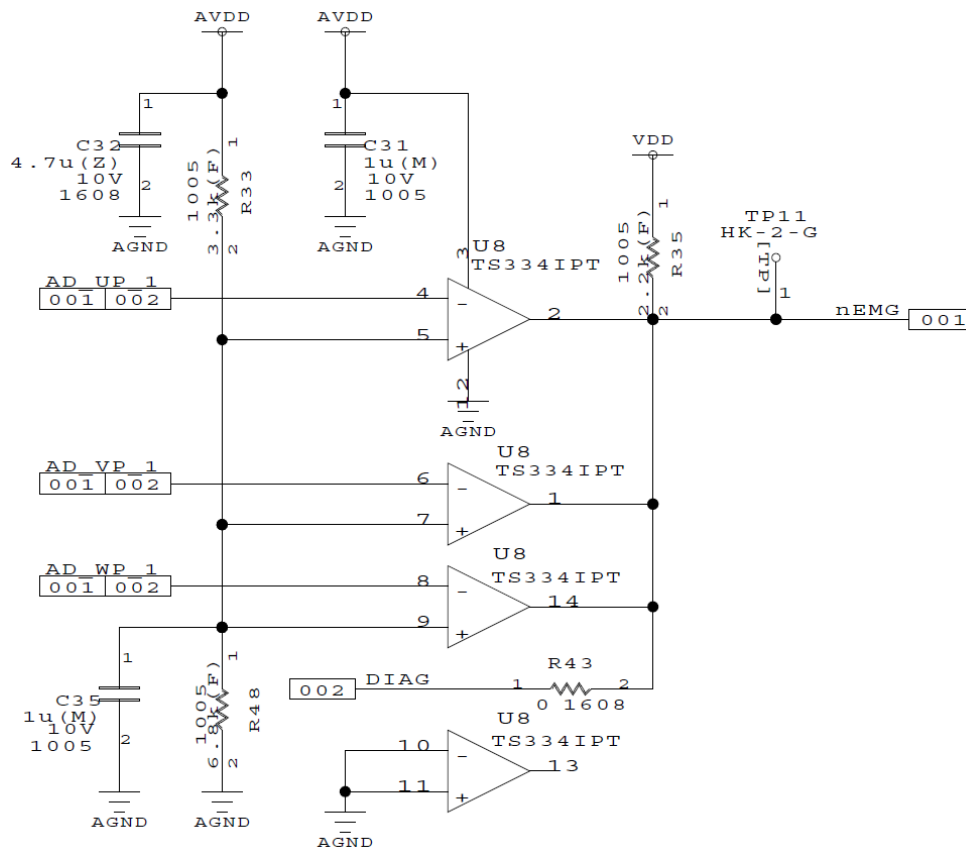 AVDD
AVDD
1
C32
4.7u(Z)
10V
1608
2
AGND
1
1005
3.3k(F)
R33
2
1
C31
1u(M)
10V
1005
2
AGND
VDD
1
1005
2.2k(F)
R35
2
TP11
HK-2-G
[TP]
1
3
U8
TS334IPT
AD_UP_1
001 002
4
-
5
+
2
nEMG
001
12
AGND
U8
TS334IPT
AD_VP_1
001 002
6
-
7
+
1
U8
TS334IPT
AD_WP_1
001 002
8
-
9
+
14
1
C35
1u(M)
10V
1005
2
AGND
1
1005
6.8k(F)
R48
2
AGND
002
DIAG
R43
1
2
0 1608
U8
TS334IPT
10
-
11
+
13
AGND